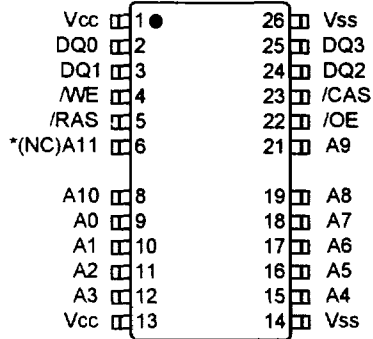 Vcc 1 26 Vss
DQ0 2 25 DQ3
DQ1 3 24 DQ2
/WE 4 23 /CAS
/RAS 5 22 /OE
*(NC)A11 6 21 A9
A10 8 19 A8
A0 9 18 A7
A1 10 17 A6
A2 11 16 A5
A3 12 15 A4
Vcc 13 14 Vss